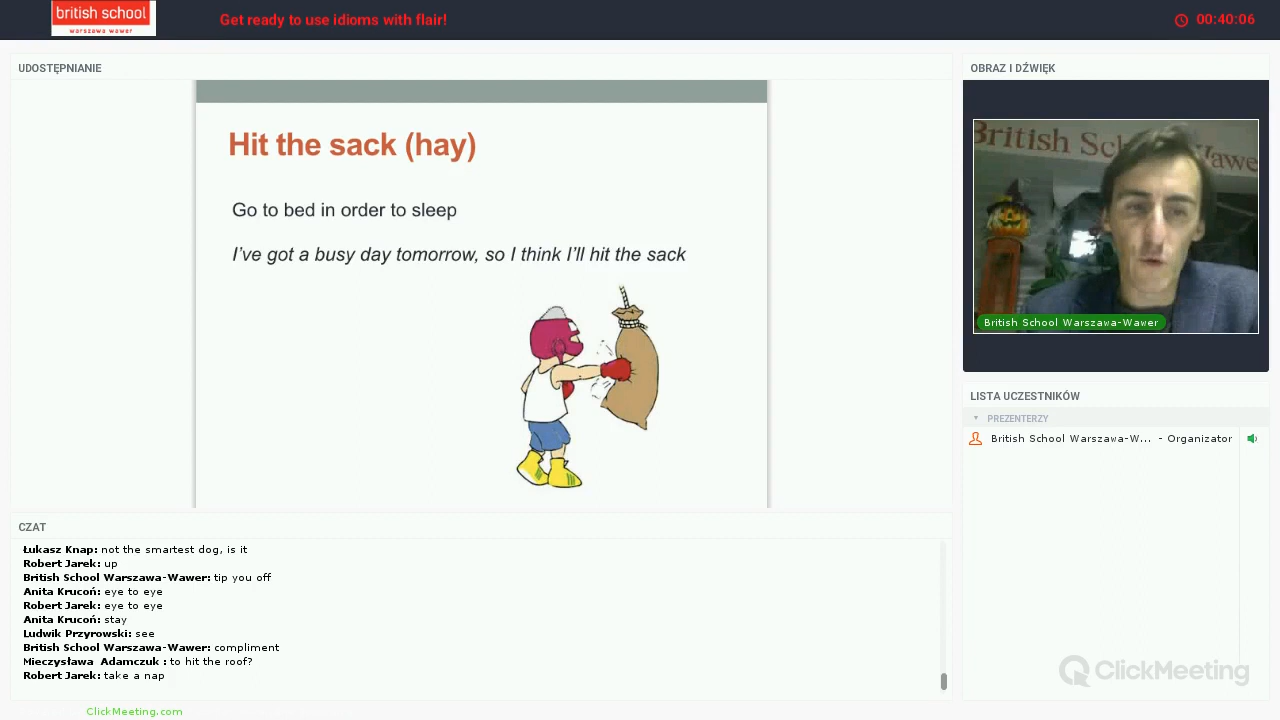 british school
warszawa wawer
Get ready to use idioms with flair!
00:40:06
UDOSTĘPNIANIE
Hit the sack (hay)
Go to bed in order to sleep
I've got a busy day tomorrow, so I think I'll hit the sack
OBRAZ I DŹWIĘK
British School Wawe
British School Warszawa-Wawer
LISTA UCZESTNIKÓW
PREZENTERZY
British School Warszawa-W... - Organizator
CZAT
Łukasz Knap: not the smartest dog, is it
Robert Jarek: up
British School Warszawa-Wawer: tip you off
Anita Krucoń: eye to eye
Robert Jarek: eye to eye
Anita Krucoń: stay
Ludwik Przyrowski: see
British School Warszawa-Wawer: compliment
Mieczysława Adamczuk : to hit the roof?
Robert Jarek: take a nap
ClickMeeting
ClickMeeting.com